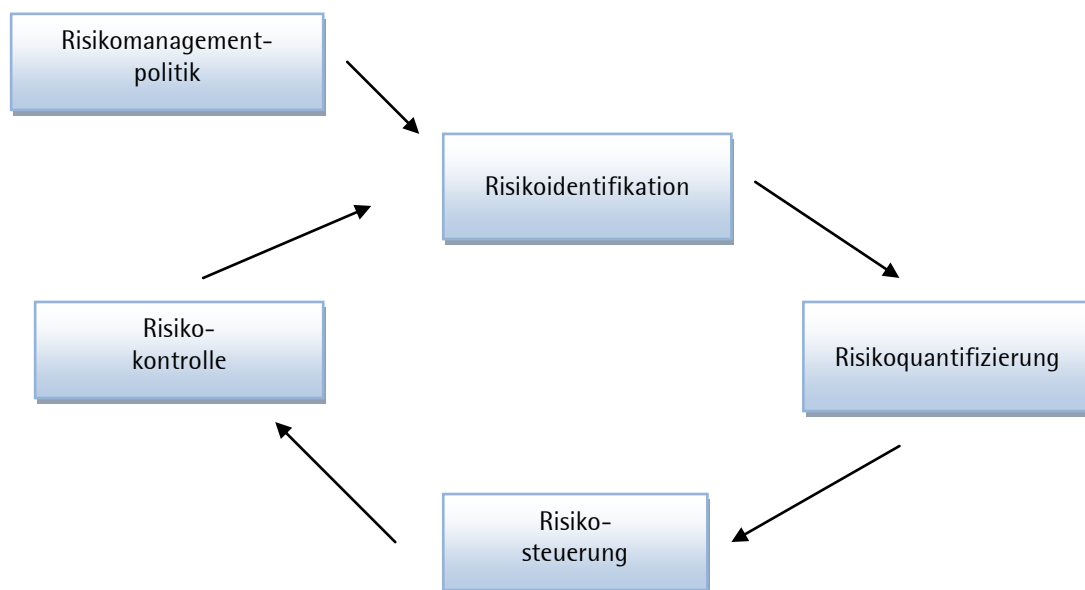 Risikomanagement-
politik
Risikoidentifikation
Risikoquantifizierung
Risiko-
steuerung
Risiko-
kontrolle